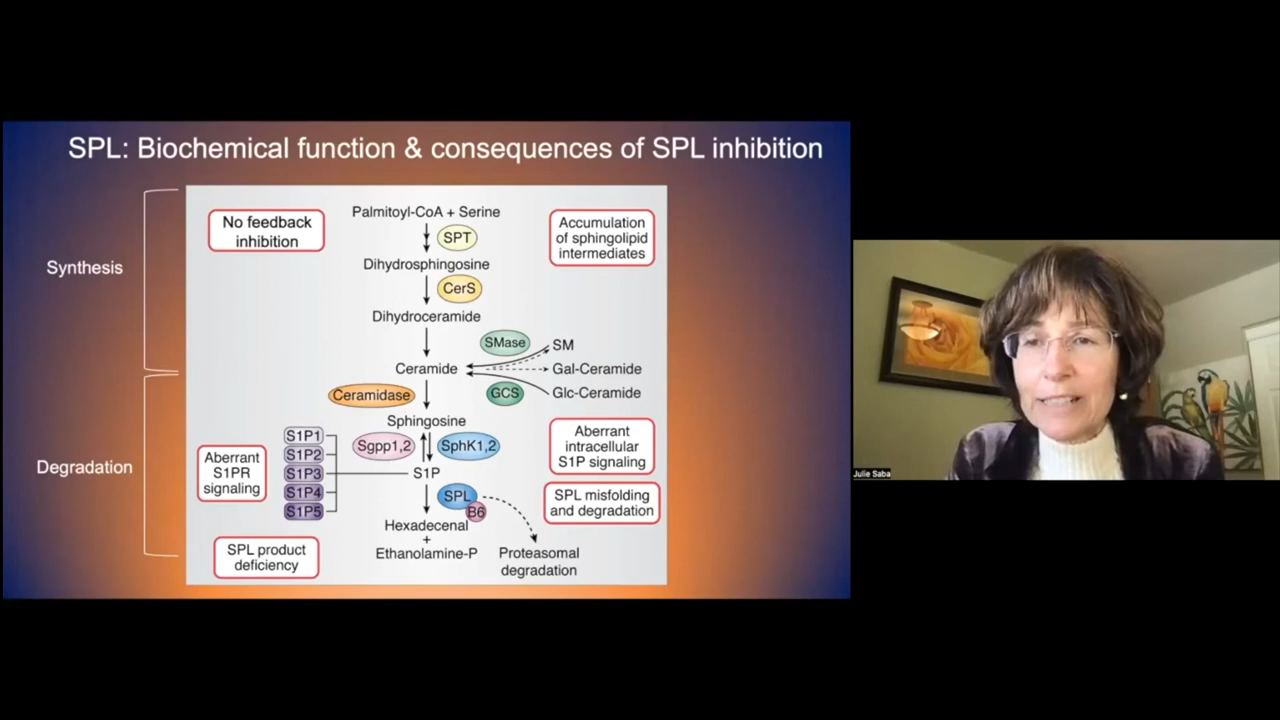 SPL: Biochemical function & consequences of SPL inhibition
Synthesis
Degradation
No feedback
inhibition
Palmitoyl-CoA + Serine
SPT
Dihydrosphingosine
CerS
Dihydroceramide
Accumulation
of sphingolipid
intermediates
SMase
SM
Ceramide
Gal-Ceramide
GCS
Glc-Ceramide
Ceramidase
Sphingosine
Sgpp1,2
SphK1,2
S1P
S1P1
S1P2
S1P3
S1P4
S1P5
Aberrant
S1PR
signaling
Aberrant
intracellular
S1P signaling
SPL
B6
SPL misfolding
and degradation
Hexadecenal
+
Ethanolamine-P
Proteasomal
degradation
SPL product
deficiency
Julie Saba